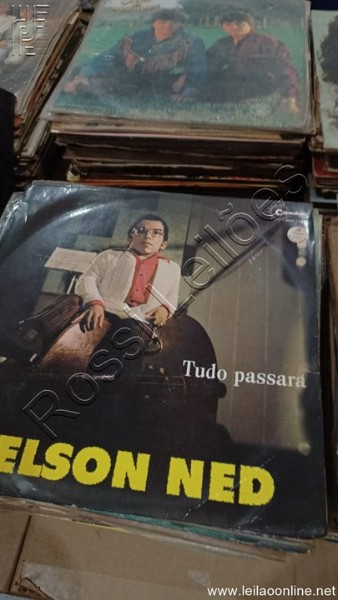 Tudo passará
ELSON NED
Rossi Leilões
www.leilaoonline.net